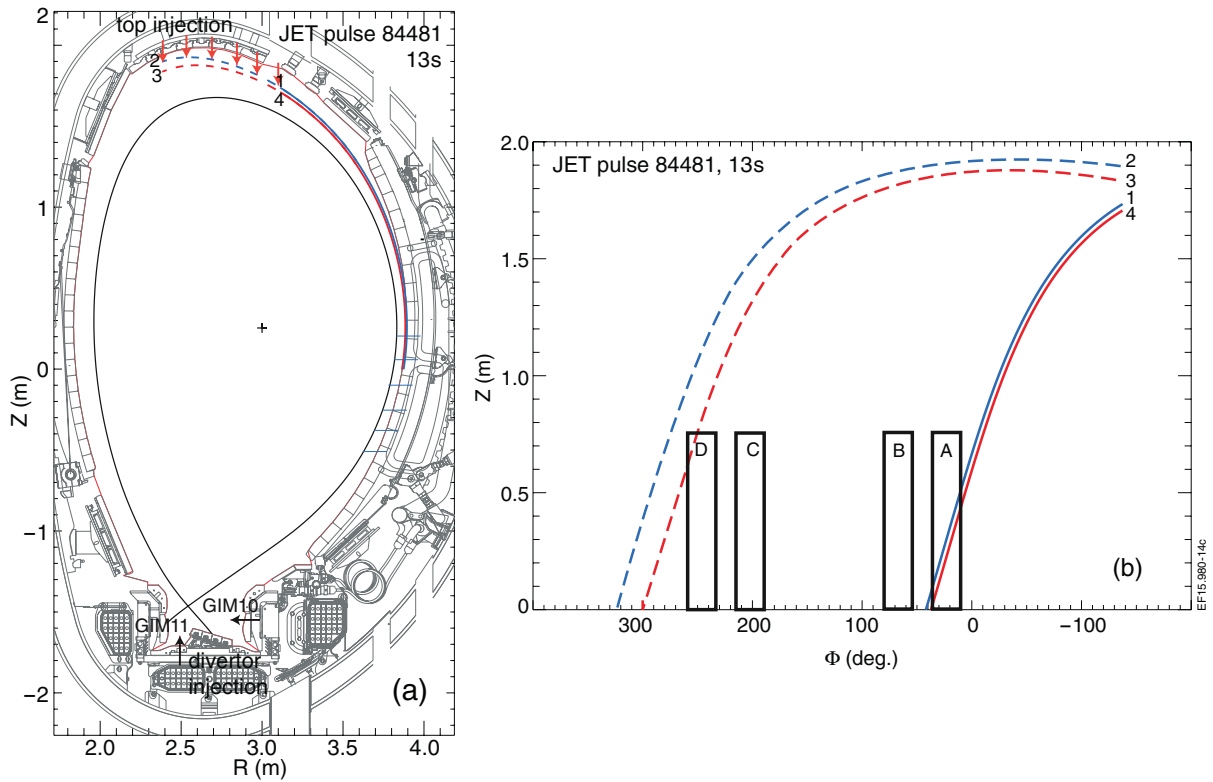 2
top injection
JET pulse 84481
13s
2
3
1
4
1
Z (m)
0
-1
GIM10
GIM11
divertor
injection
(a)
-2
2.0
2.5
3.0
3.5
4.0
R (m)
2.0
JET pulse 84481, 13s
2
3
1
4
1.5
Z (m)
1.0
D
C
B
A
0.5
(b)
0
300
200
100
0
-100
Φ (deg.)
EF15.980-14c